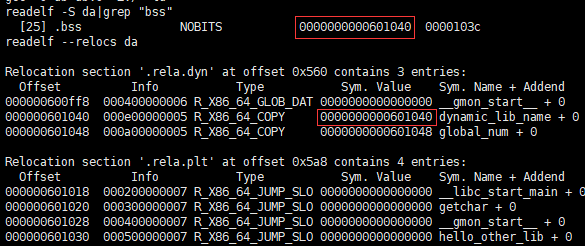 readelf -S da|grep "bss"
[25] .bss NOBITS 0000000000601040 0000103c
readelf --relocs da
Relocation section '.rela.dyn' at offset 0x560 contains 3 entries:
Offset Info Type Sym. Value Sym. Name + Addend
000000600ff8 000400000006 R_X86_64_GLOB_DAT 0000000000000000 __gmon_start__ + 0
000000601040 000e00000005 R_X86_64_COPY 0000000000601040 dynamic_lib_name + 0
000000601048 000a00000005 R_X86_64_COPY 0000000000601048 global_num + 0
Relocation section '.rela.plt' at offset 0x5a8 contains 4 entries:
Offset Info Type Sym. Value Sym. Name + Addend
000000601018 000200000007 R_X86_64_JUMP_SLO 0000000000000000 __libc_start_main + 0
000000601020 000300000007 R_X86_64_JUMP_SLO 0000000000000000 getchar + 0
000000601028 000400000007 R_X86_64_JUMP_SLO 0000000000000000 __gmon_start__ + 0
000000601030 000500000007 R_X86_64_JUMP_SLO 0000000000000000 hello_other_lib + 0